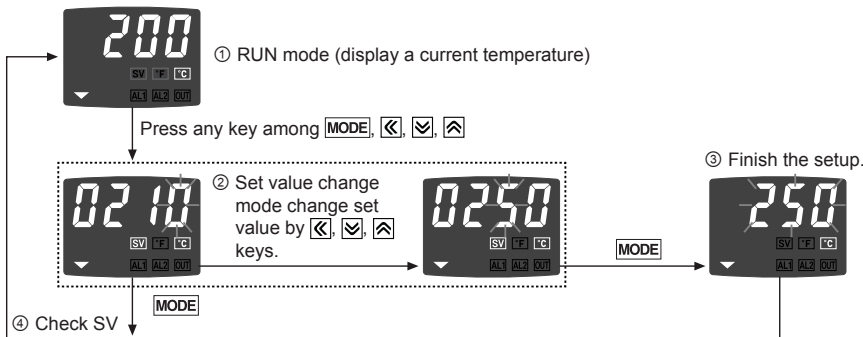 200
① RUN mode (display a current temperature)
SV °F °C
AL1 AL2 OUT
Press any key among MODE, «, ⌄, ⌃
③ Finish the setup.
0210
② Set value change
mode change set
value by «, ⌄, ⌃
keys.
SV °F °C
AL1 AL2 OUT
0250
SV °F °C
AL1 AL2 OUT
MODE
250
SV °F °C
AL1 AL2 OUT
MODE
④ Check SV